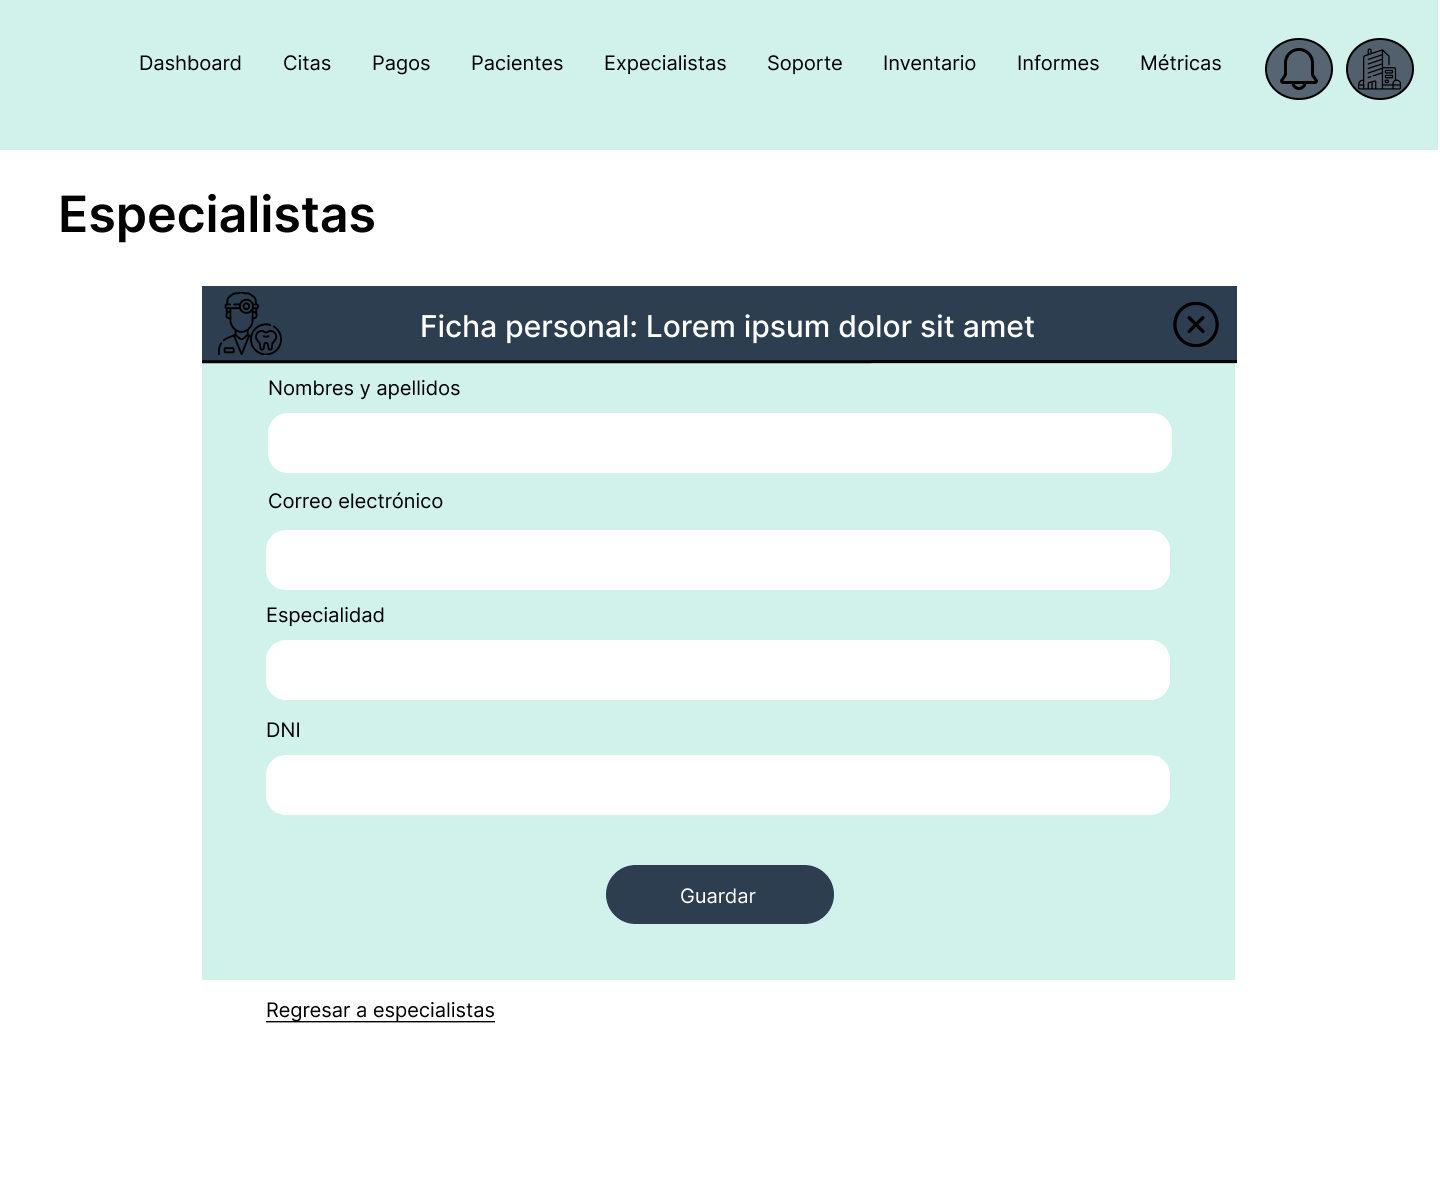 Dashboard Citas Pagos Pacientes Expecialistas Soporte Inventario Informes Métricas
Especialistas
Ficha personal: Lorem ipsum dolor sit amet
Nombres y apellidos
Correo electrónico
Especialidad
DNI
Guardar
Regresar a especialistas